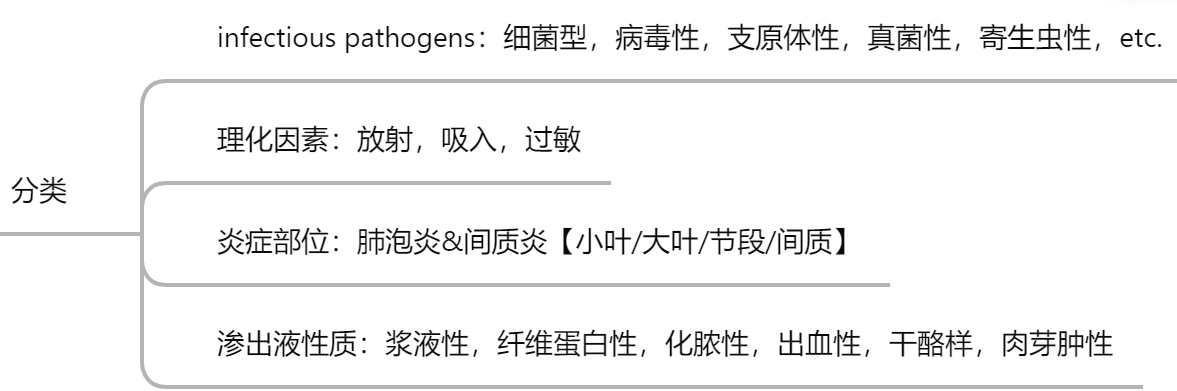 infectious pathogens：细菌型，病毒性，支原体性，真菌性，寄生虫性，etc.
理化因素：放射，吸入，过敏
分类
炎症部位：肺泡炎&间质炎【小叶/大叶/节段/间质】
渗出液性质：浆液性，纤维蛋白性，化脓性，出血性，干酪样，肉芽肿性